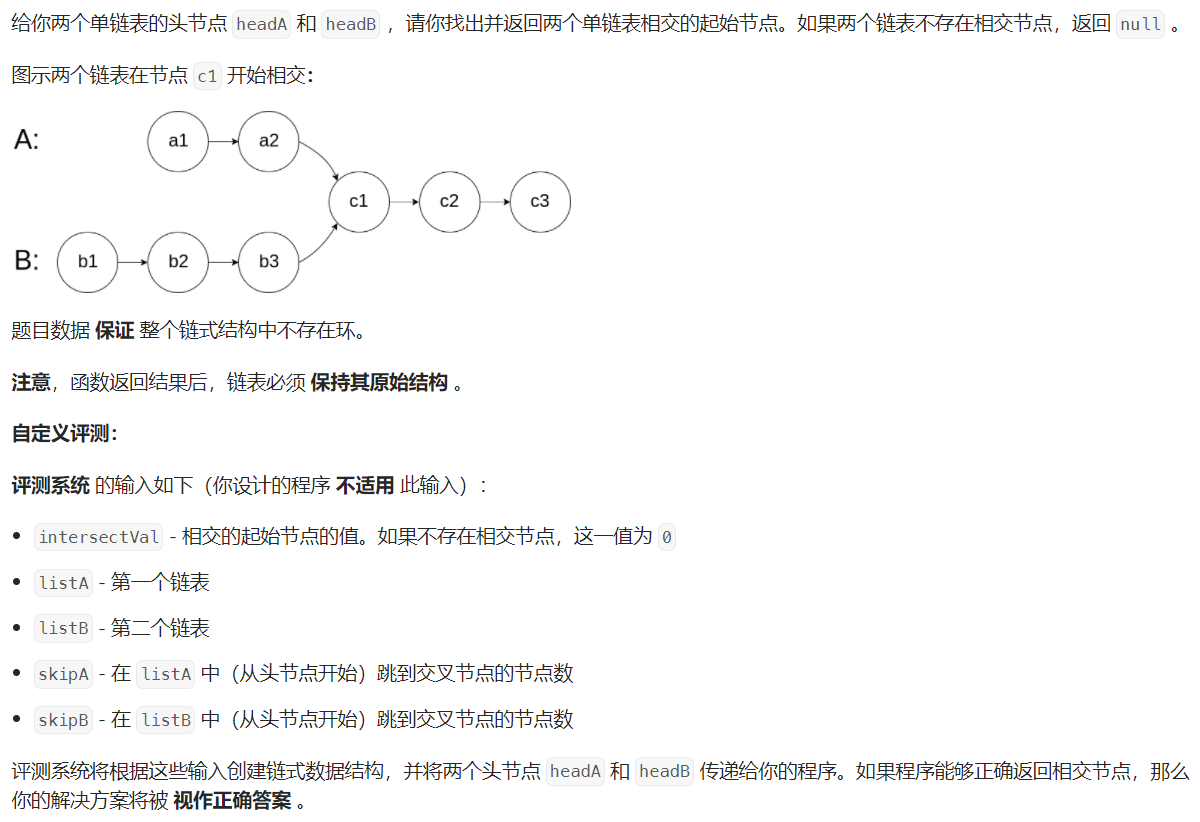 给你两个单链表的头节点 headA 和 headB ，请你找出并返回两个单链表相交的起始节点。如果两个链表不存在相交节点，返回 null 。
图示两个链表在节点 c1 开始相交：
A:
a1
a2
c1
c2
c3
B:
b1
b2
b3
题目数据 保证 整个链式结构中不存在环。
注意，函数返回结果后，链表必须 保持其原始结构 。
自定义评测：
评测系统 的输入如下（你设计的程序 不适用 此输入）：
• intersectVal - 相交的起始节点的值。如果不存在相交节点，这一值为 0
• listA - 第一个链表
• listB - 第二个链表
• skipA - 在 listA 中（从头节点开始）跳到交叉节点的节点数
• skipB - 在 listB 中（从头节点开始）跳到交叉节点的节点数
评测系统将根据这些输入创建链式数据结构，并将两个头节点 headA 和 headB 传递给你的程序。如果程序能够正确返回相交节点，那么
你的解决方案将被 视作正确答案 。